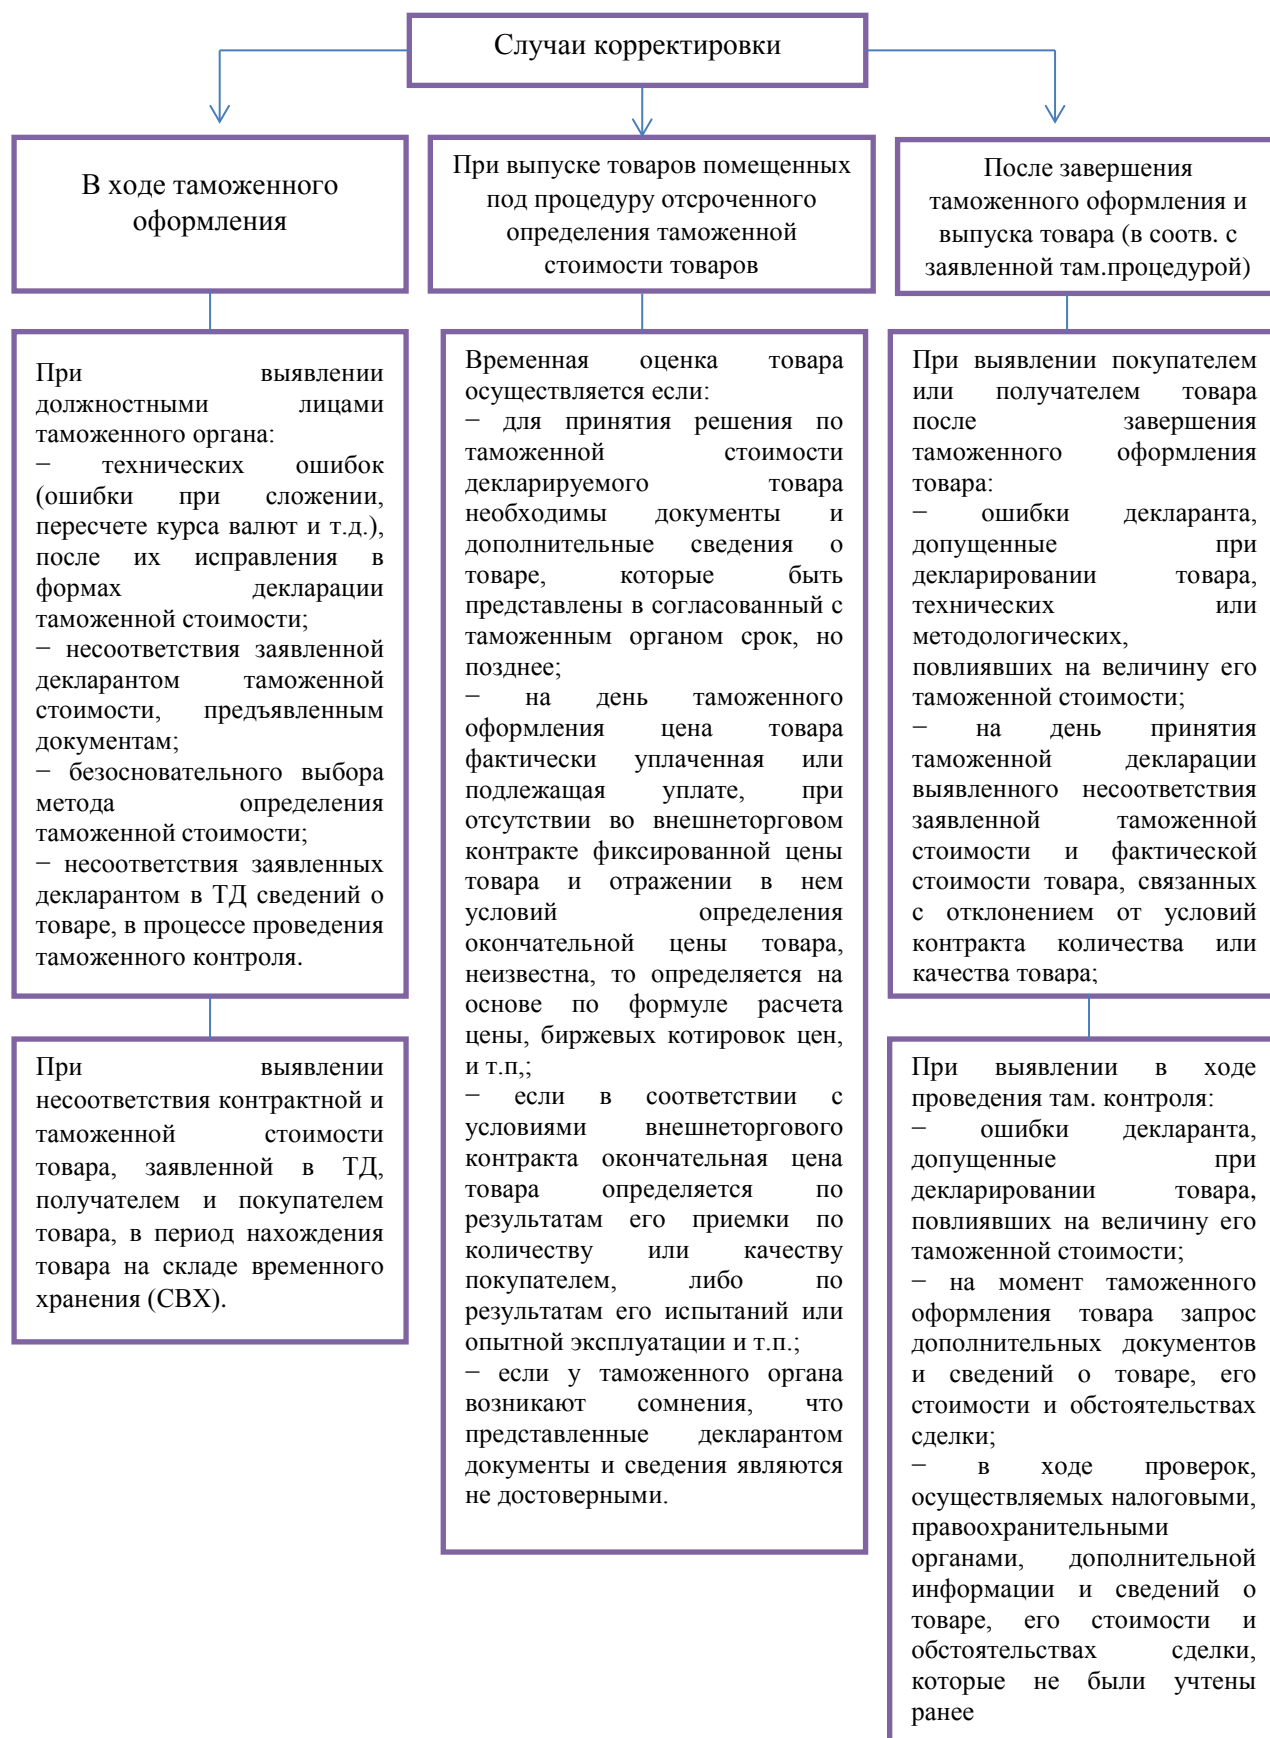 Случаи корректировки
В ходе таможенного
оформления
При выявлении
должностными лицами
таможенного органа:
− технических ошибок
(ошибки при сложении,
пересчете курса валют и т.д.),
после их исправления в
формах декларации
таможенной стоимости;
− несоответствия заявленной
декларантом таможенной
стоимости, предъявленным
документам;
− безосновательного выбора
метода определения
таможенной стоимости;
− несоответствия заявленных
декларантом в ТД сведений о
товаре, в процессе проведения
таможенного контроля.
При выявлении
несоответствия контрактной и
таможенной стоимости
товара, заявленной в ТД,
получателем и покупателем
товара, в период нахождения
товара на складе временного
хранения (СВХ).
При выпуске товаров помещенных
под процедуру отсроченного
определения таможенной
стоимости товаров
Временная оценка товара
осуществляется если:
− для принятия решения по
таможенной стоимости
декларируемого товара
необходимы документы и
дополнительные сведения о
товаре, которые быть
представлены в согласованный с
таможенным органом срок, но
позднее;
− на день таможенного
оформления цена товара
фактически уплаченная или
подлежащая уплате, при
отсутствии во внешнеторговом
контракте фиксированной цены
товара и отражении в нем
условий определения
окончательной цены товара,
неизвестна, то определяется на
основе по формуле расчета
цены, биржевых котировок цен,
и т.п,;
− если в соответствии с
условиями внешнеторгового
контракта окончательная цена
товара определяется по
результатам его приемки по
количеству или качеству
покупателем, либо по
результатам его испытаний или
опытной эксплуатации и т.п.;
− если у таможенного органа
возникают сомнения, что
представленные декларантом
документы и сведения являются
не достоверными.
После завершения
таможенного оформления и
выпуска товара (в соотв. с
заявленной там.процедурой)
При выявлении покупателем
или получателем товара
после завершения
таможенного оформления
товара:
− ошибки декларанта,
допущенные при
декларировании товара,
технических или
методологических,
повлиявших на величину его
таможенной стоимости;
− на день принятия
таможенной декларации
выявленного несоответствия
заявленной таможенной
стоимости и фактической
стоимости товара, связанных
с отклонением от условий
контракта количества или
качества товара;
При выявлении в ходе
проведения там. контроля:
− ошибки декларанта,
допущенные при
декларировании товара,
повлиявших на величину его
таможенной стоимости;
− на момент таможенного
оформления товара запрос
дополнительных документов
и сведений о товаре, его
стоимости и обстоятельствах
сделки;
− в ходе проверок,
осуществляемых налоговыми,
правоохранительными
органами, дополнительной
информации и сведений о
товаре, его стоимости и
обстоятельствах сделки,
которые не были учтены
ранее